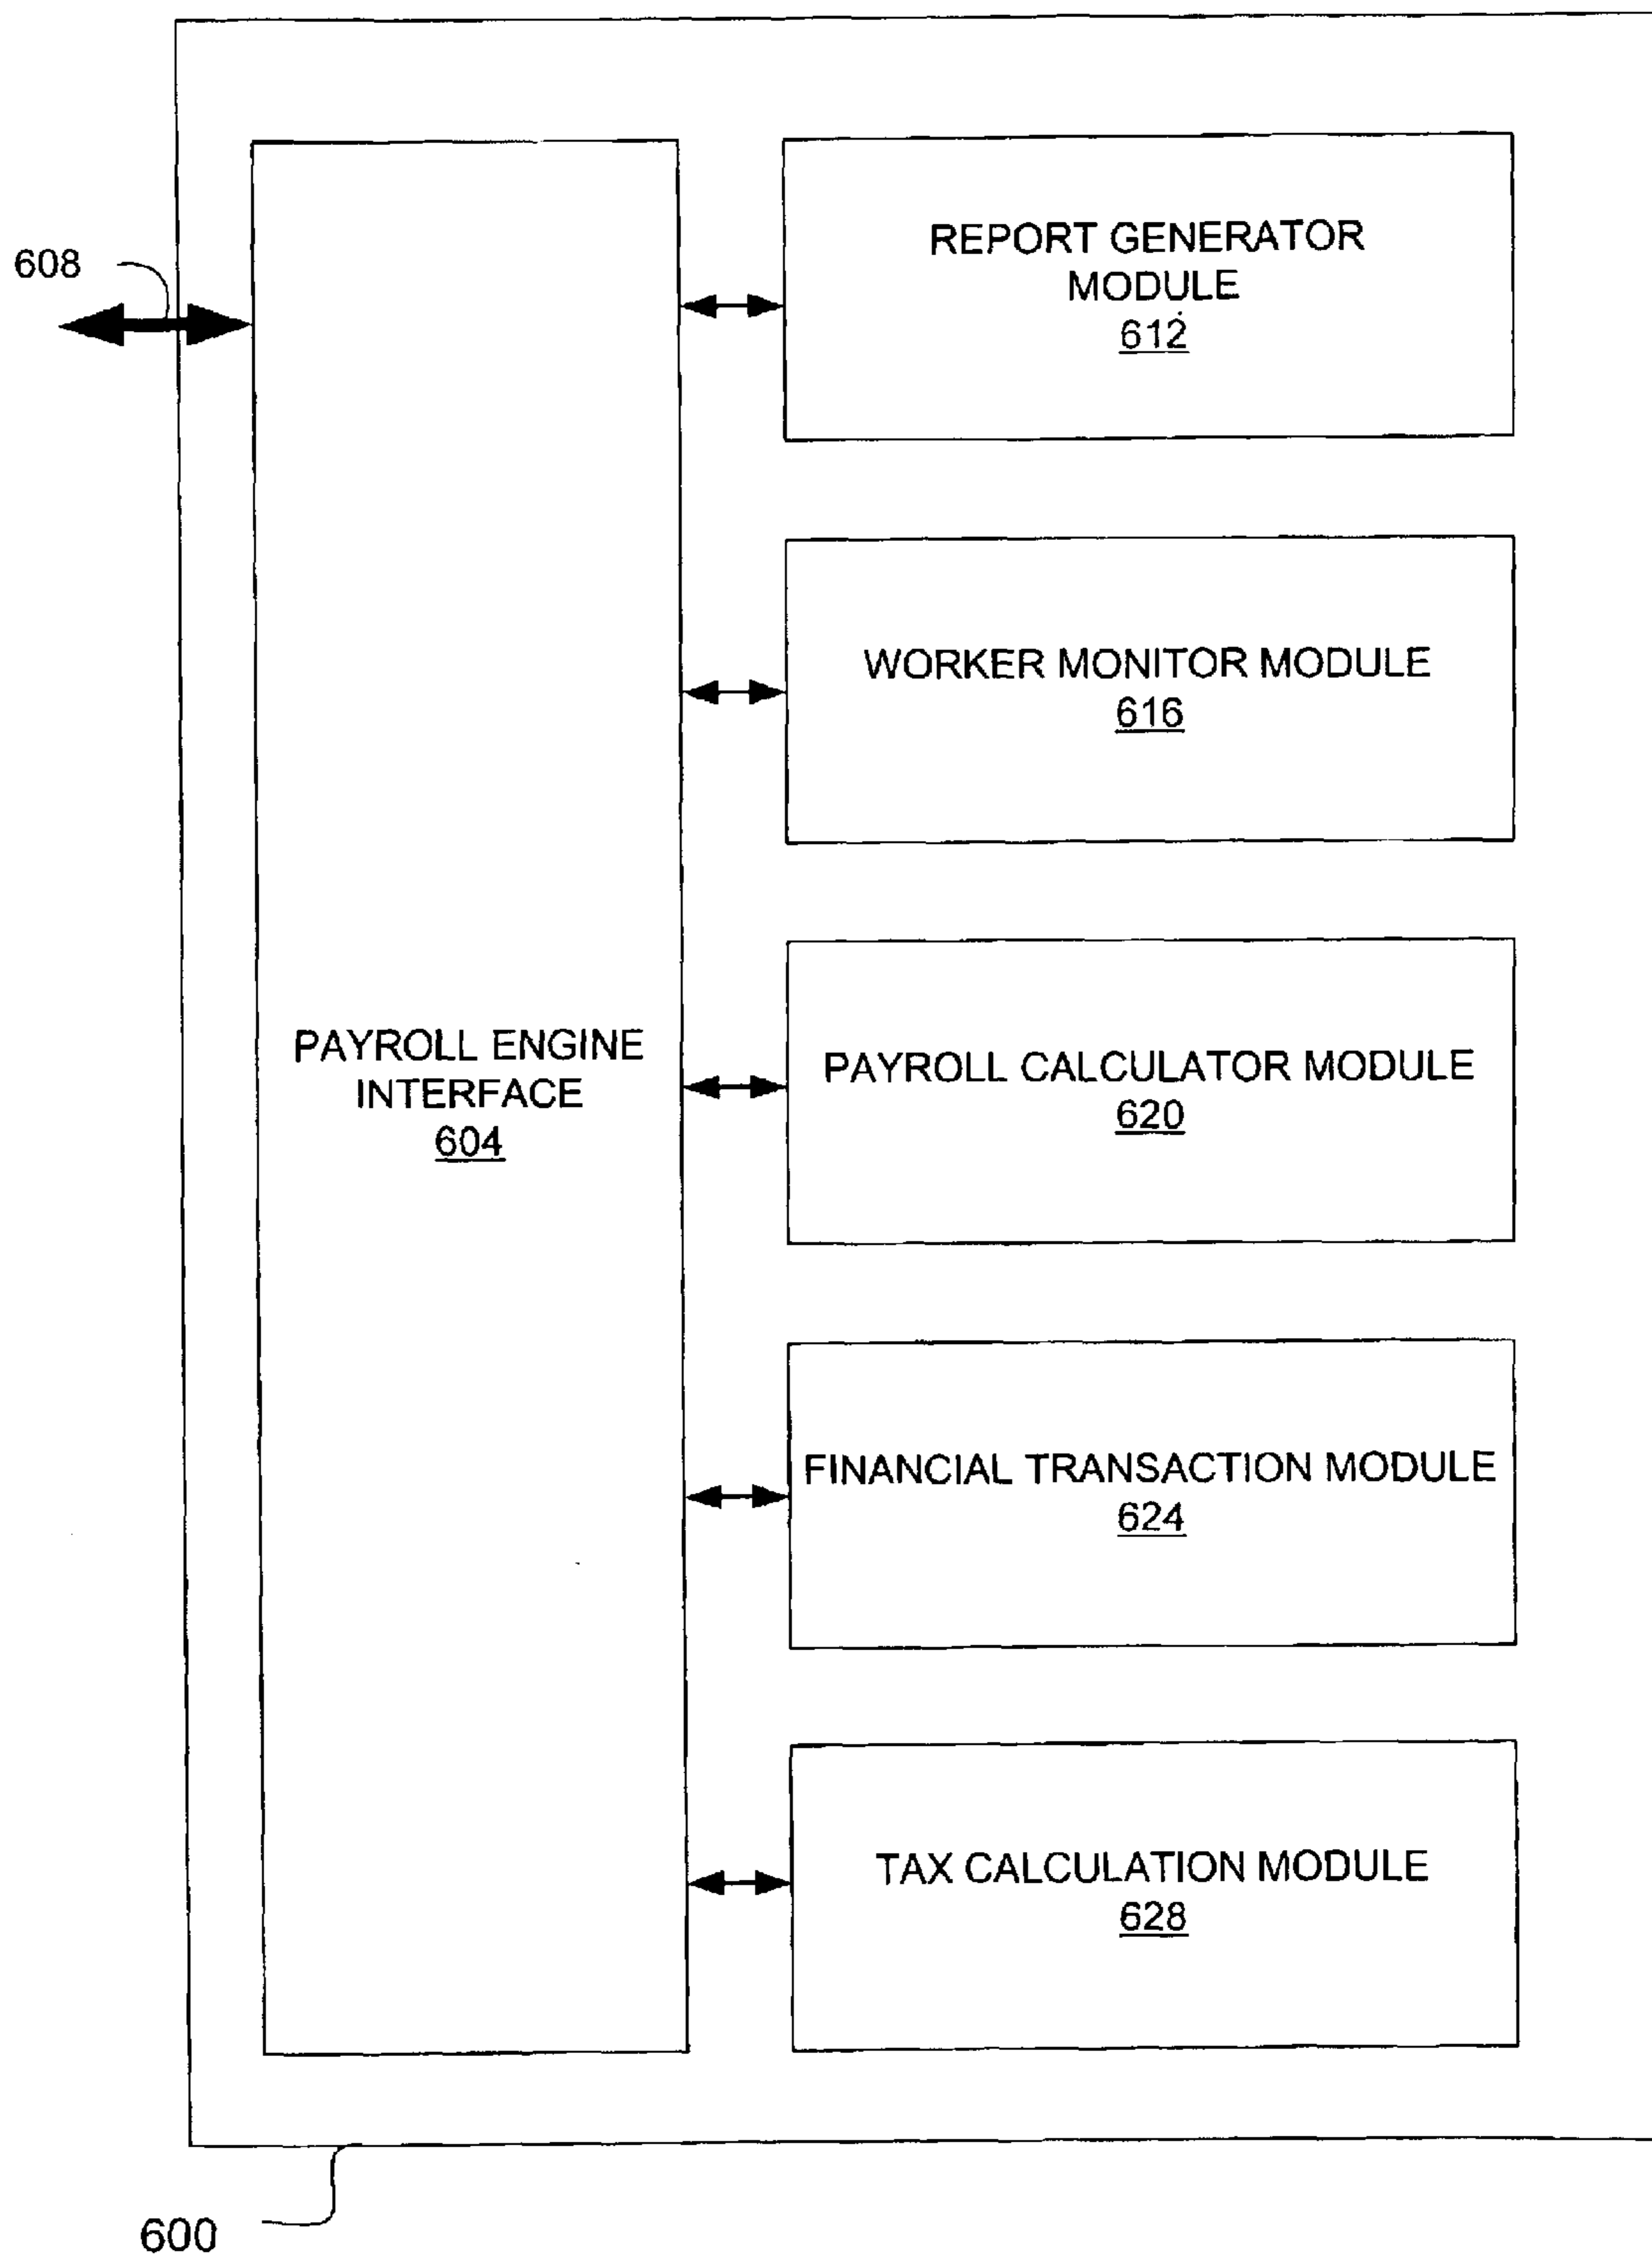 608
REPORT GENERATOR
MODULE
612
WORKER MONITOR MODULE
616
PAYROLL ENGINE
INTERFACE
604
PAYROLL CALCULATOR MODULE
620
FINANCIAL TRANSACTION MODULE
624
TAX CALCULATION MODULE
628
600